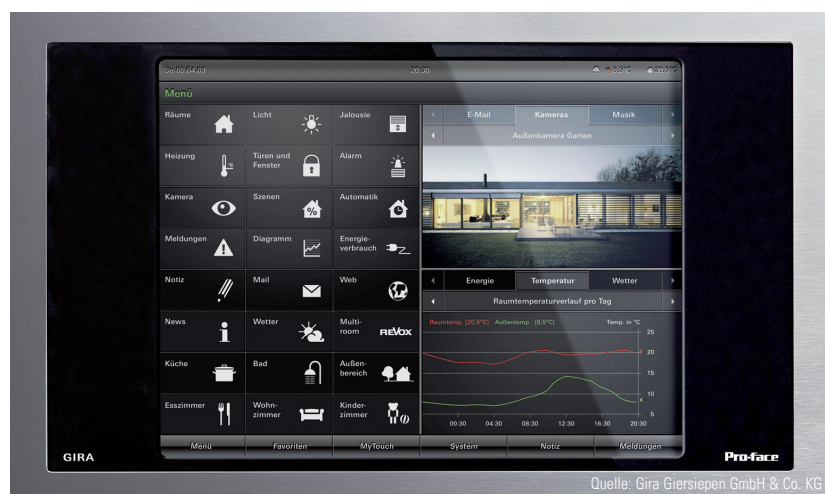 So 05.04.09 20:30 8.5°C 20.5°C
Menü
Räume Licht Jalousie
E-Mail Kameras Musik
Außenkamera Garten
Heizung Türen und Fenster Alarm
Kamera Szenen Automatik
Meldungen Diagramm Energie-
verbrauch
Notiz Mail Web
Energie Temperatur Wetter
Raumtemperaturverlauf pro Tag
News Wetter Multi-
room REVOX
Raumtemp. [20,5°C] Außentemp. [8,5°C] Temp. in °C
25
20
Küche Bad Außen-
bereich
15
10
Esszimmer Wohn-
zimmer Kinder-
zimmer
5
00:30 04:30 08:30 12:30 16:30 20:30
Menü Favoriten MyTouch System Notiz Meldungen
GIRA Pro-face
Quelle: Gira Giersiepen GmbH & Co. KG